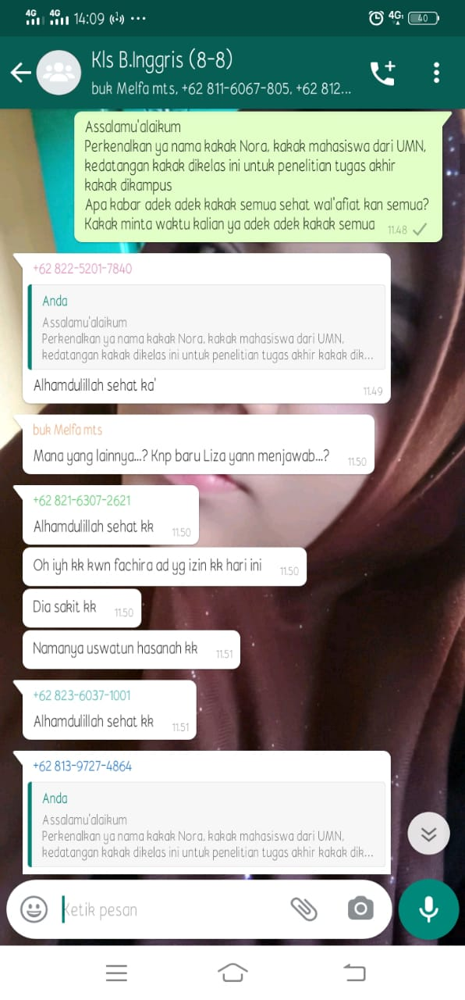 4G 4G 14:09 ••• 4G 40
Kls B.Inggris (8-8)
buk Melfa mts, +62 811-6067-805, +62 812...
Assalamu'alaikum
Perkenalkan ya nama kakak Nora, kakak mahasiswa dari UMN,
kedatangan kakak dikelas ini untuk penelitian tugas akhir
kakak dikampus
Apa kabar adek adek kakak semua sehat wal'afiat kan semua?
Kakak minta waktu kalian ya adek adek kakak semua 11.48
+62 822-5201-7840
Anda
Assalamu'alaikum
Perkenalkan ya nama kakak Nora, kakak mahasiswa dari UMN,
kedatangan kakak dikelas ini untuk penelitian tugas akhir kakak dik...
Alhamdulillah sehat ka' 11.49
buk Melfa mts
Mana yang lainnya...? Knp baru Liza yann menjawab...? 11.50
+62 821-6307-2621
Alhamdulillah sehat kk 11.50
Oh iyh kk kwn fachira ad yg izin kk hari ini 11.50
Dia sakit kk 11.50
Namanya uswatun hasanah kk 11.51
+62 823-6037-1001
Alhamdulillah sehat kk 11.51
+62 813-9727-4864
Anda
Assalamu'alaikum
Perkenalkan ya nama kakak Nora, kakak mahasiswa dari UMN,
kedatangan kakak dikelas ini untuk penelitian tugas akhir kakak dik...
Ketik pesan